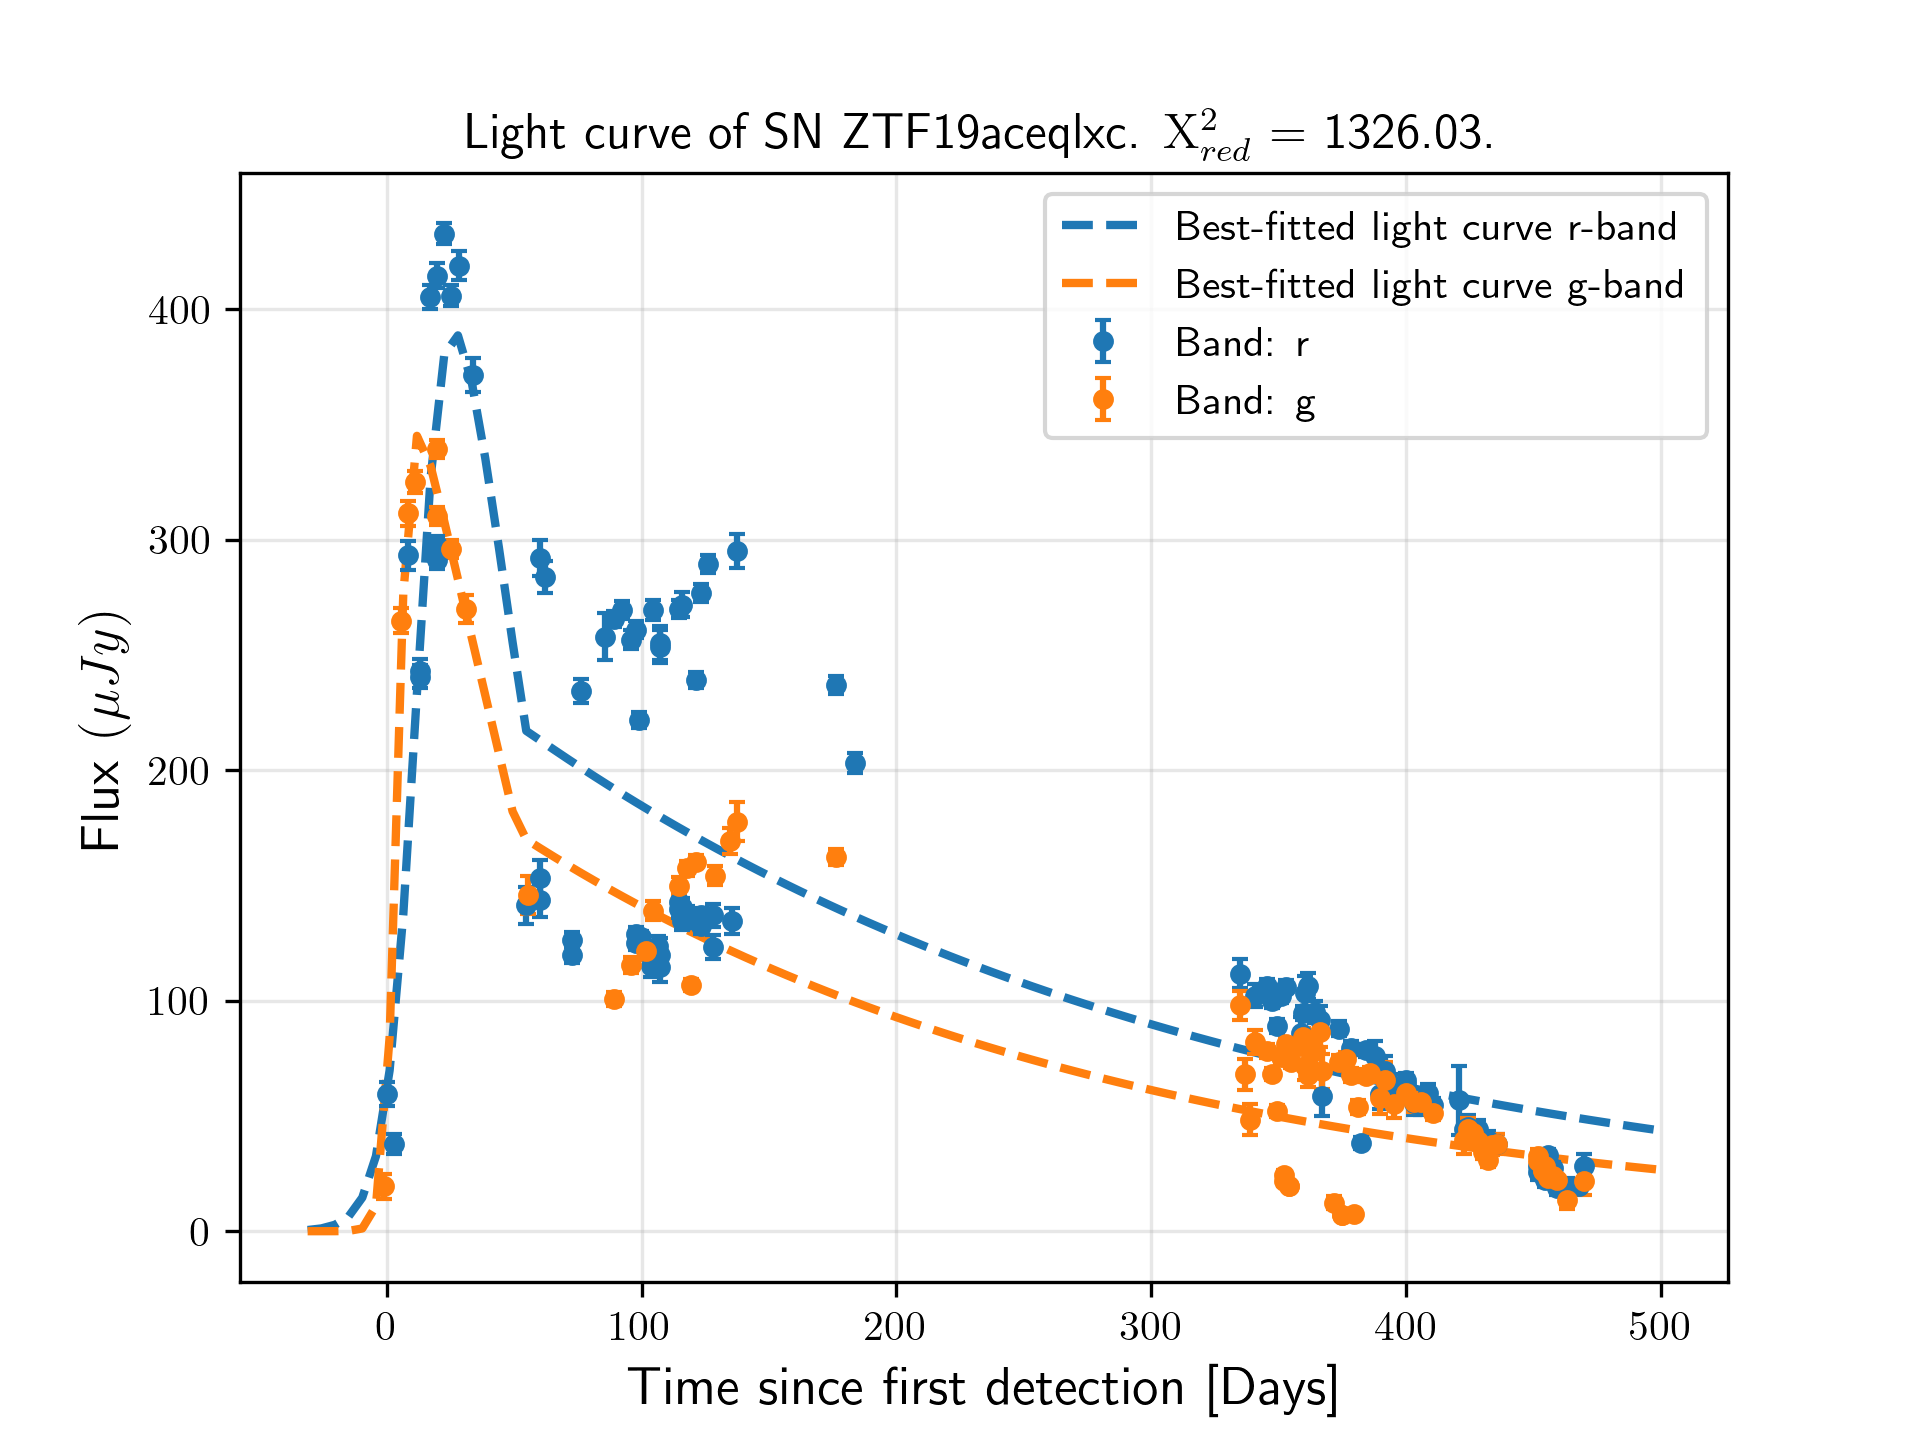 Light curve of SN ZTF19aceqlxc. X²_red = 1326.03.
Best-fitted light curve r-band
Best-fitted light curve g-band
Band: r
Band: g
Flux (μJy)
400
300
200
100
0
0 100 200 300 400 500
Time since first detection [Days]